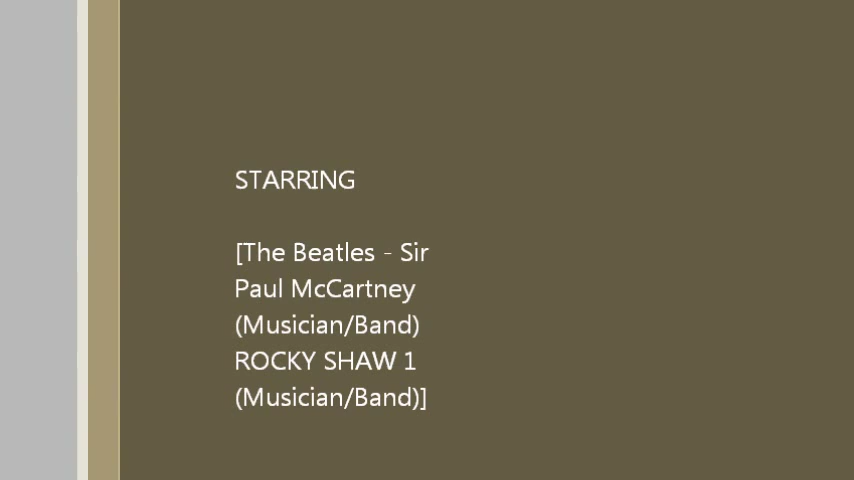 STARRING
[The Beatles - Sir
Paul McCartney
(Musician/Band)
ROCKY SHAW 1
(Musician/Band)]